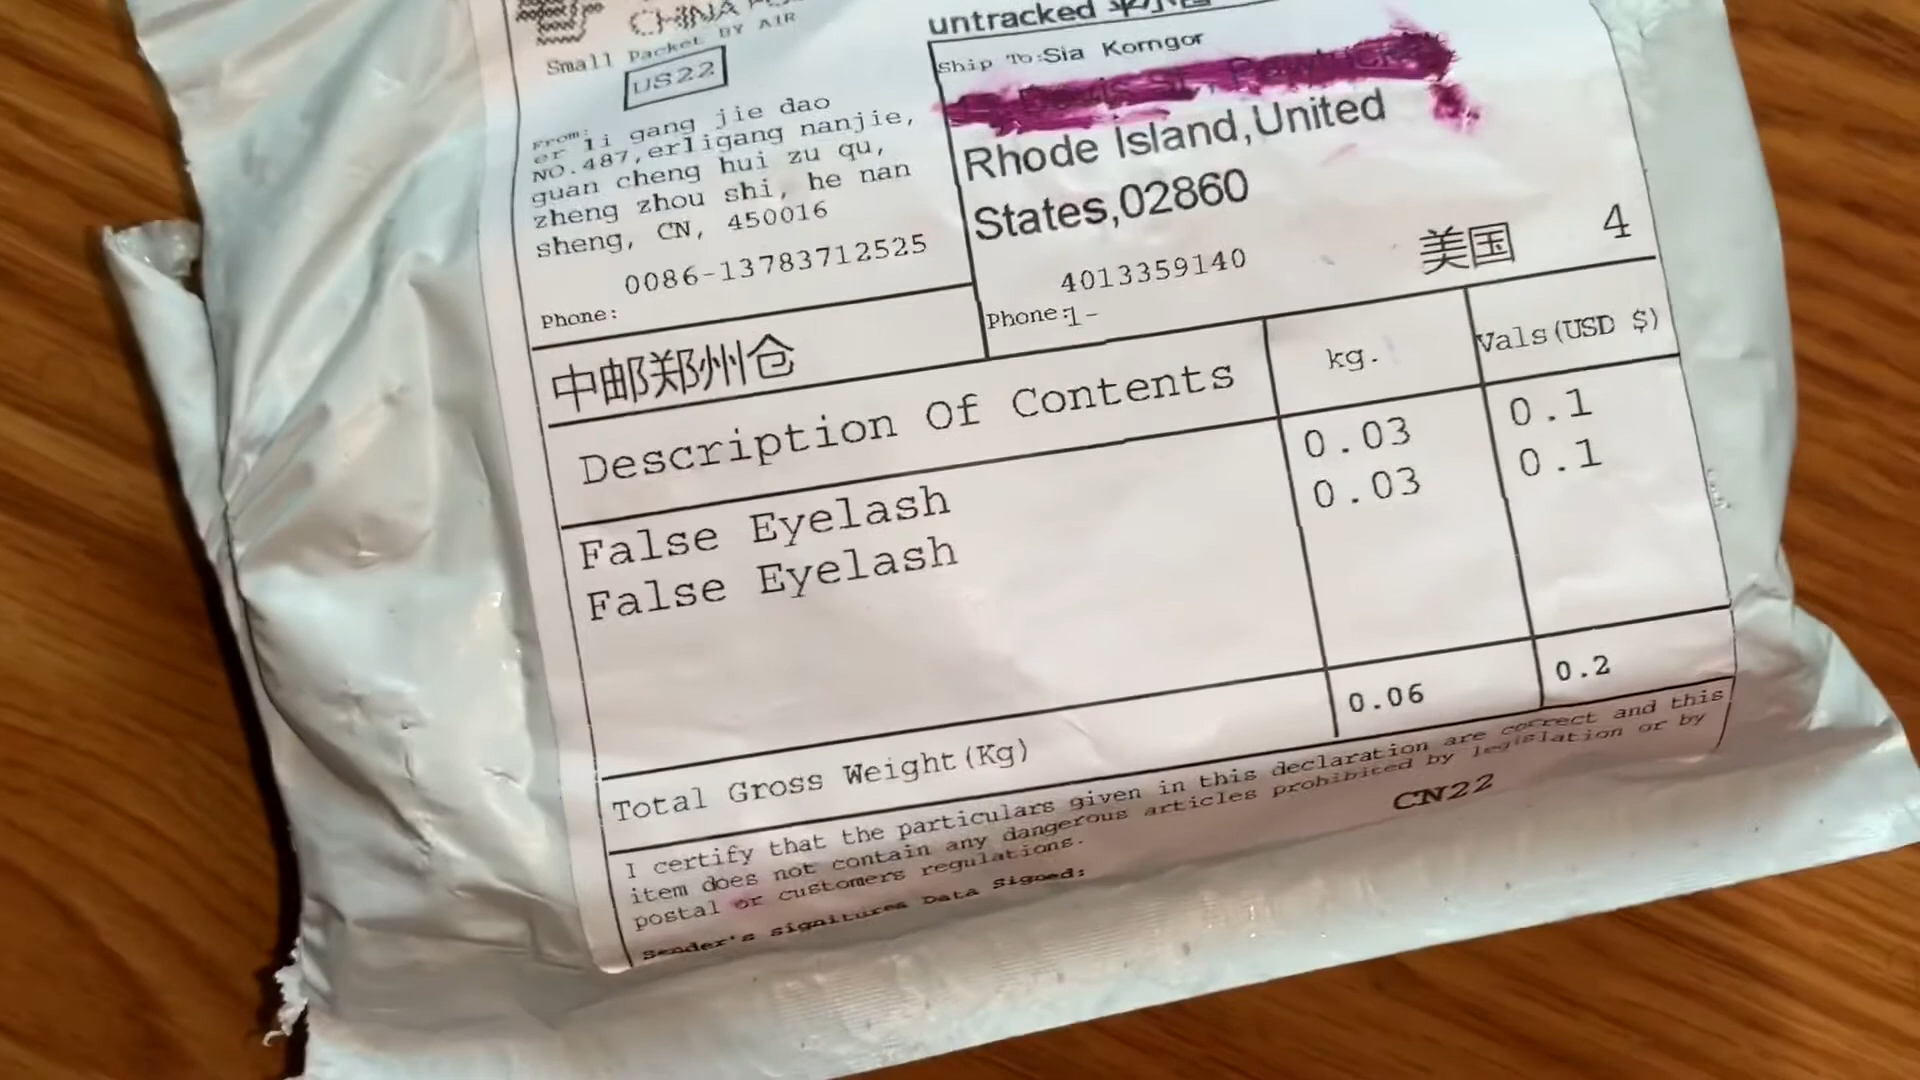 CHINA
Small Packet BY AIR
US22
From:
er li gang jie dao
NO.487,erligang nanjie,
guan cheng hui zu qu,
zheng zhou shi, he nan
sheng, CN, 450016
0086-13783712525
Phone:
untracked
Ship To:Sia Korngor
Rhode Island,United
States,02860
4013359140
Phone:1-
美国 4
中邮郑州仓
Description Of Contents kg. Vals(USD $)
False Eyelash 0.03 0.1
False Eyelash 0.03 0.1
Total Gross Weight(Kg) 0.06 0.2
I certify that the particulars given in this declaration are correct and this
item does not contain any dangerous articles prohibited by legislation or by
postal or customers regulations.
Sender's signitures Data Signed:
CN22